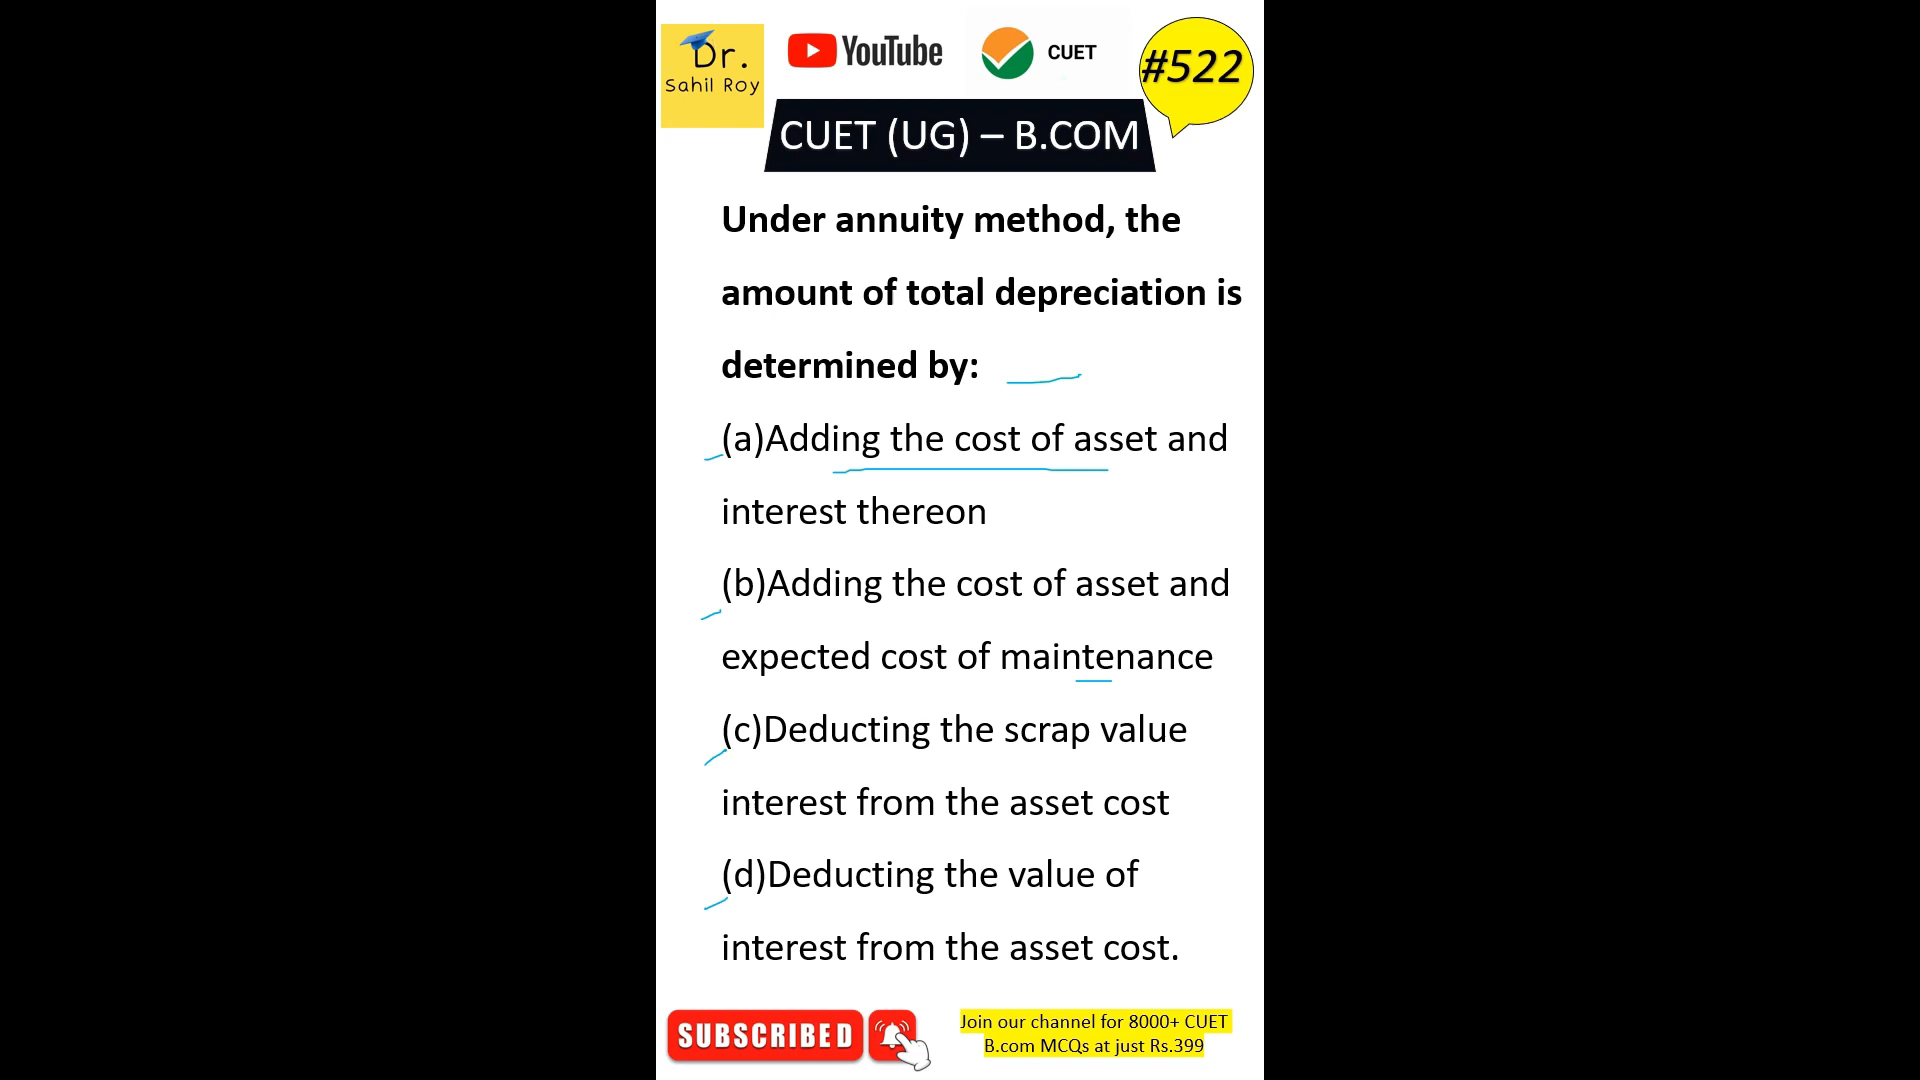 Dr.
Sahil Roy
YouTube
CUET
#522
CUET (UG) – B.COM
Under annuity method, the
amount of total depreciation is
determined by:
(a)Adding the cost of asset and
interest thereon
(b)Adding the cost of asset and
expected cost of maintenance
(c)Deducting the scrap value
interest from the asset cost
(d)Deducting the value of
interest from the asset cost.
SUBSCRIBED
Join our channel for 8000+ CUET
B.com MCQs at just Rs.399